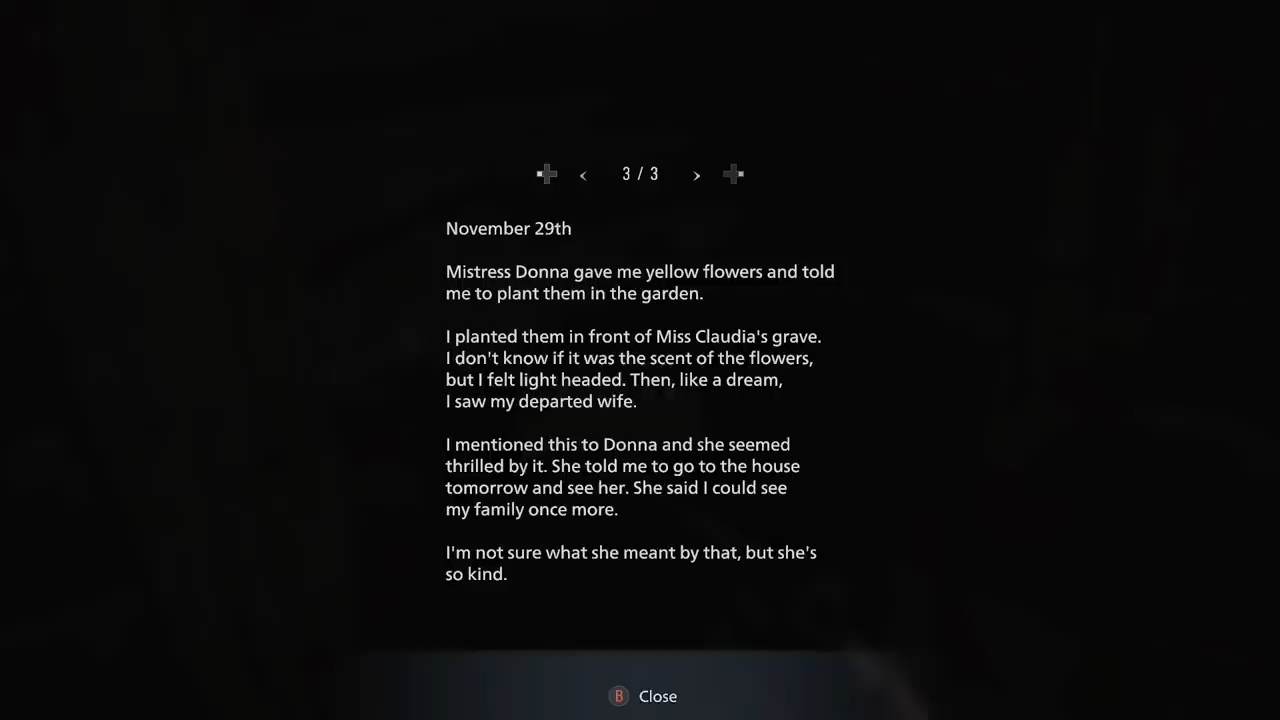 < 3 / 3 >
November 29th
Mistress Donna gave me yellow flowers and told
me to plant them in the garden.
I planted them in front of Miss Claudia's grave.
I don't know if it was the scent of the flowers,
but I felt light headed. Then, like a dream,
I saw my departed wife.
I mentioned this to Donna and she seemed
thrilled by it. She told me to go to the house
tomorrow and see her. She said I could see
my family once more.
I'm not sure what she meant by that, but she's
so kind.
B Close